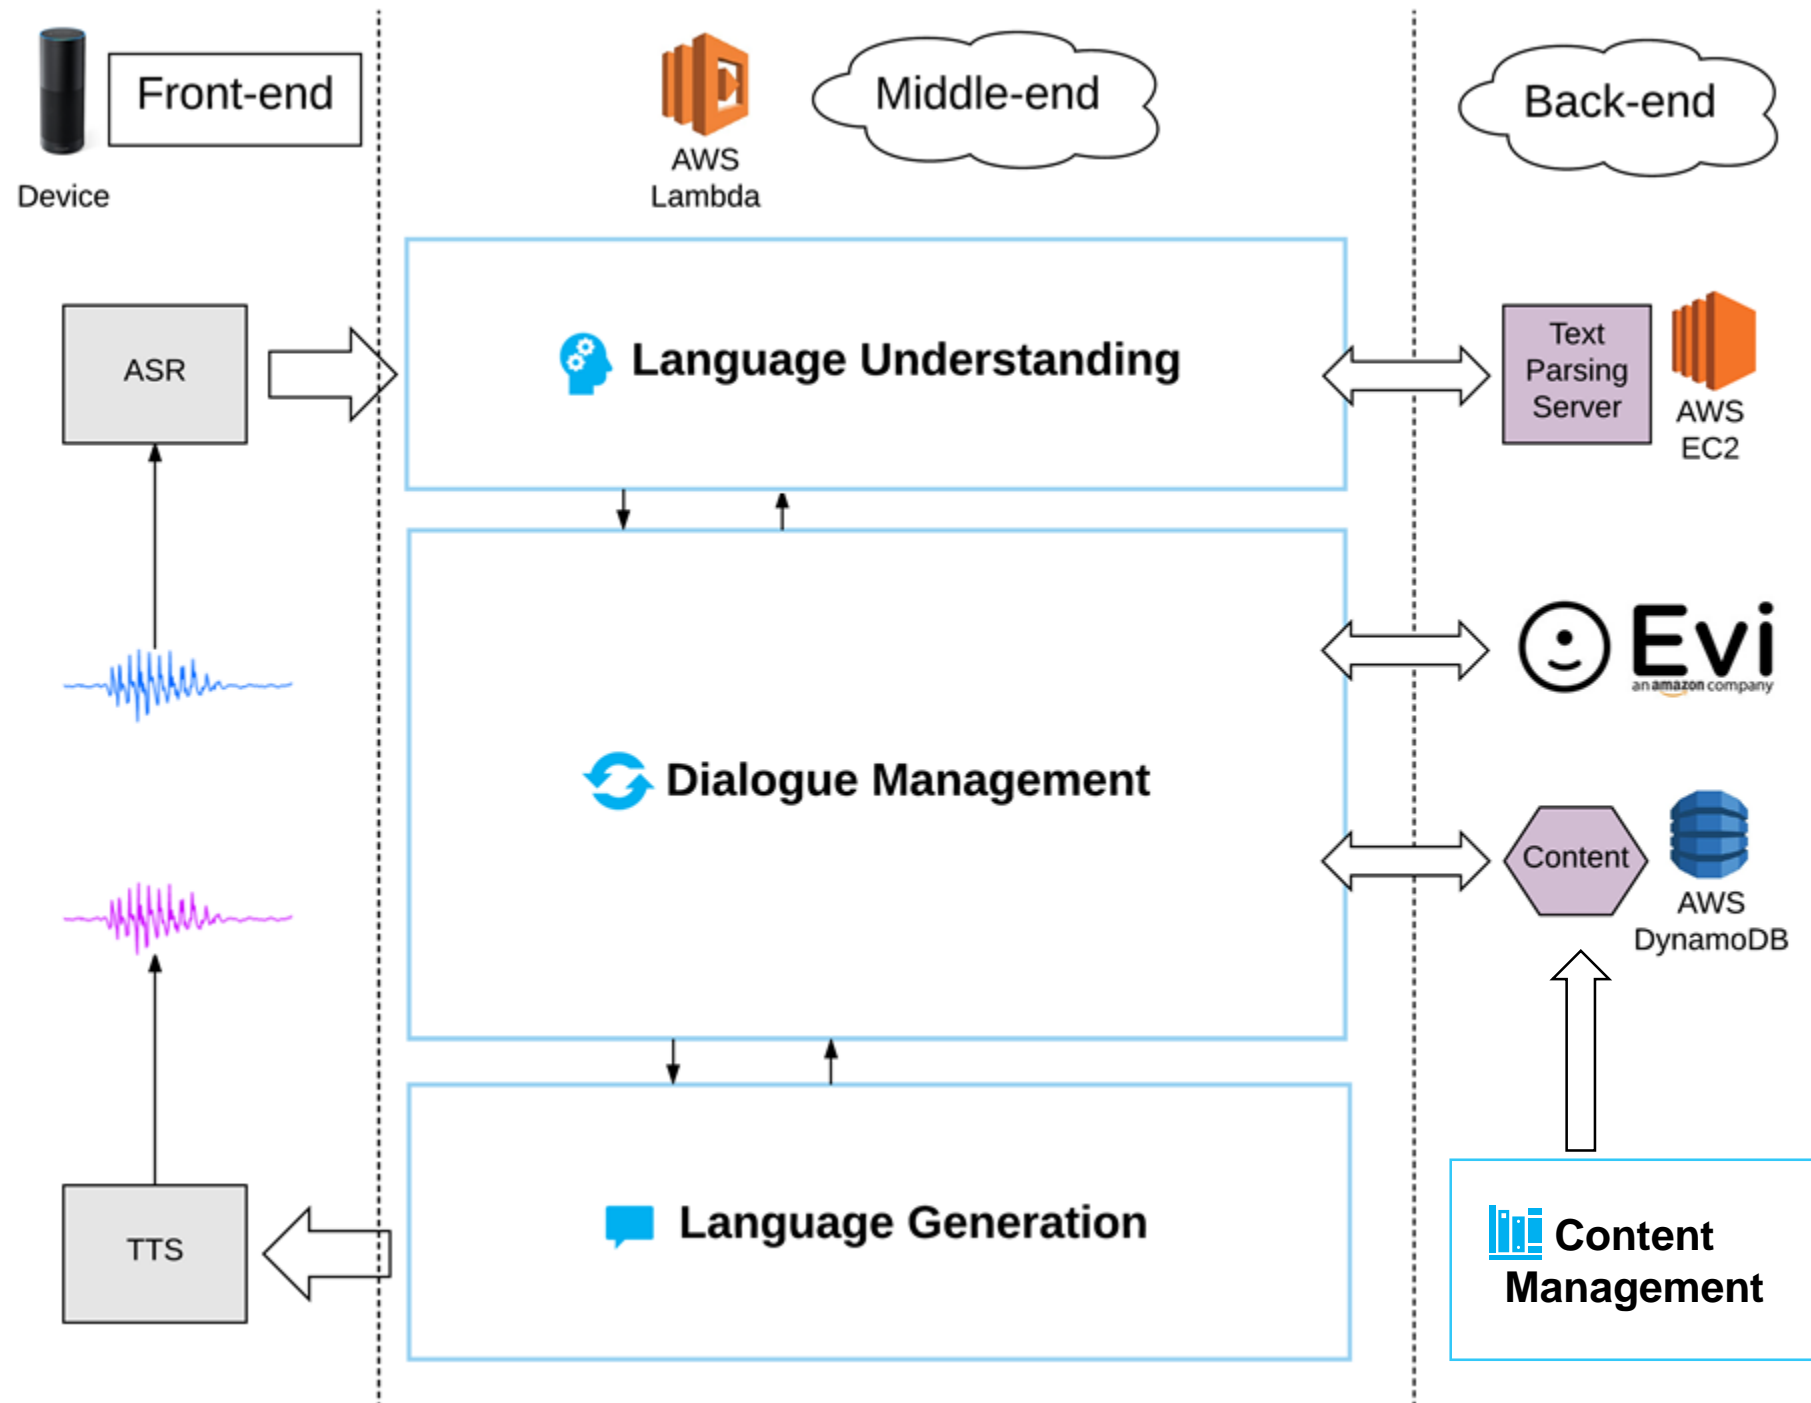 Front-end
Device
AWS
Lambda
Middle-end
Back-end
ASR
Language Understanding
Text
Parsing
Server
AWS
EC2
Evi
an amazon company
Dialogue Management
Content
AWS
DynamoDB
TTS
Language Generation
Content
Management